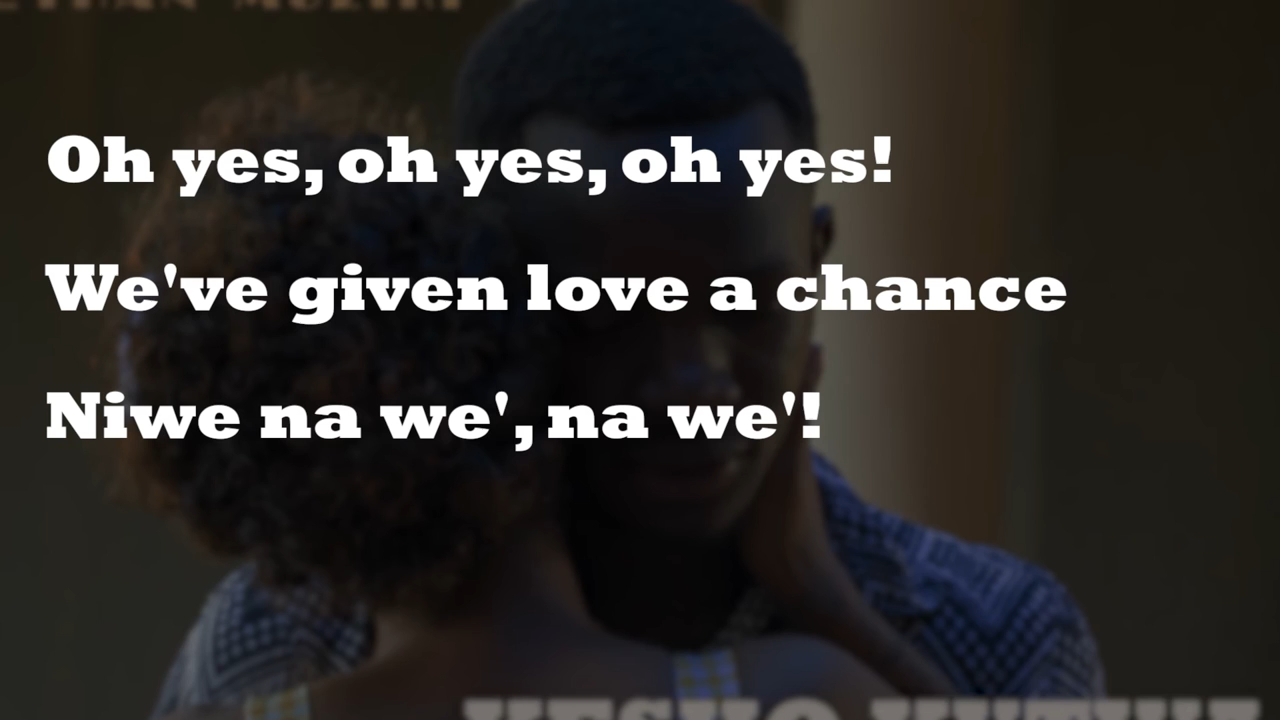 Oh yes, oh yes, oh yes!
We've given love a chance
Niwe na we', na we'!